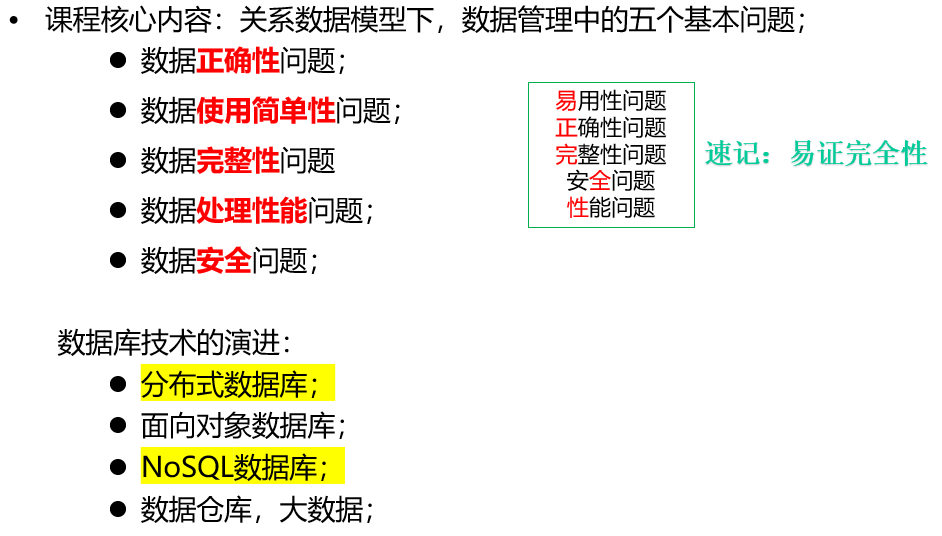 • 课程核心内容：关系数据模型下，数据管理中的五个基本问题；
● 数据正确性问题；
● 数据使用简单性问题；
● 数据完整性问题
● 数据处理性能问题；
● 数据安全问题；
易用性问题
正确性问题
完整性问题
安全问题
性能问题
速记：易证完全性
数据库技术的演进：
● 分布式数据库；
● 面向对象数据库；
● NoSQL数据库；
● 数据仓库，大数据；